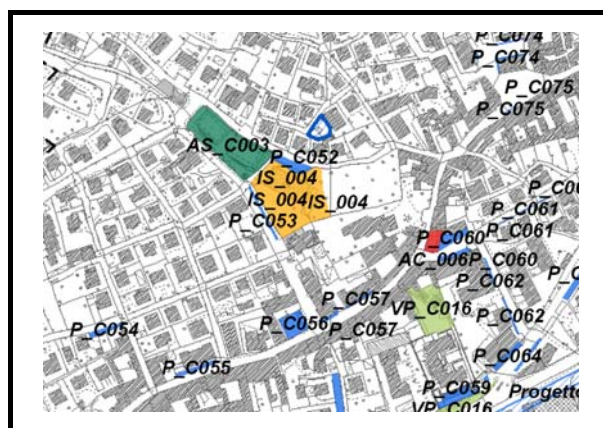 P_C074
P_C074
P_C075
P_C075
AS_C003
P_C052
IS_004
IS_004 IS_004
P_C053
P_C061
P_C061
P_C060
AC_006 P_C060
P_C062
P_C057
VP_C016
P_C056
P_C057
P_C062
P_C054
P_C064
P_C055
P_C059
Progetto
VP_C016